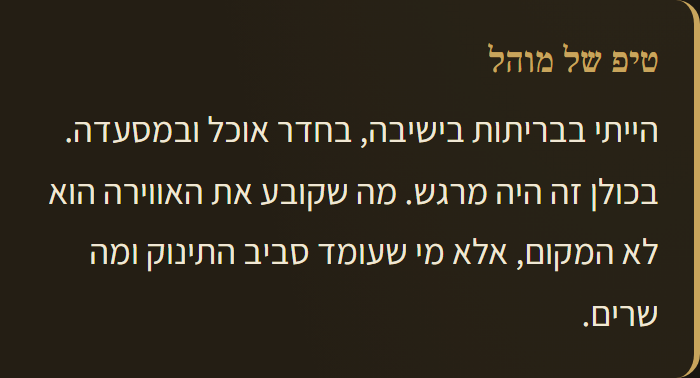 טיפ של מוהל
הייתי בבריתות בישיבה, בחדר אוכל ובמסעדה.
בכולן זה היה מרגש. מה שקובע את האווירה הוא
לא המקום, אלא מי שעומד סביב התינוק ומה
שרים.